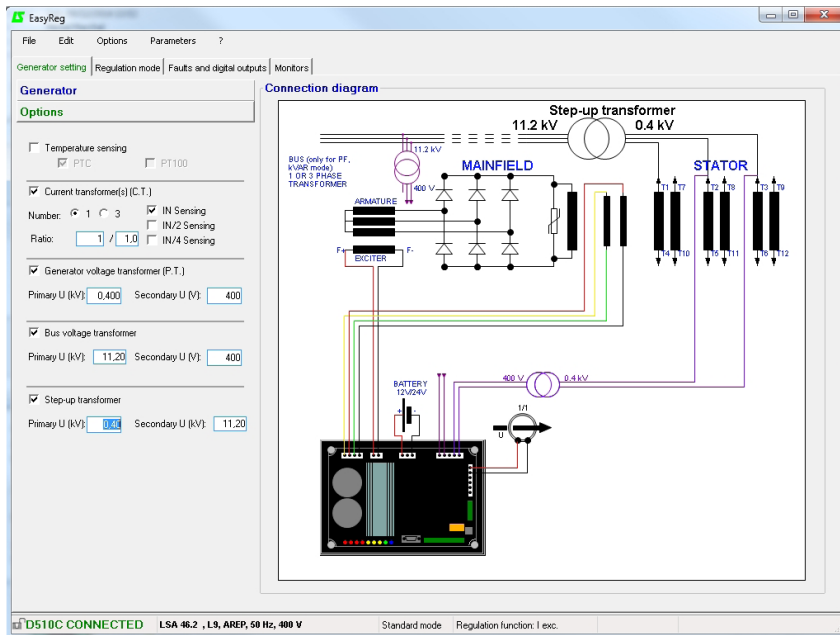 EasyReg
File Edit Options Parameters ?
Generator setting Regulation mode Faults and digital outputs Monitors
Generator
Options
Temperature sensing
PTC PT100
Current transformer(s) (C.T.)
Number: 1 3 IN Sensing
IN/2 Sensing
Ratio: 1 / 1,0 IN/4 Sensing
Generator voltage transformer (P.T.)
Primary U (kV): 0,400 Secondary U (V): 400
Bus voltage transformer
Primary U (kV): 11,20 Secondary U (V): 400
Step-up transformer
Primary U (kV): 0,40 Secondary U (kV): 11,20
Connection diagram
Step-up transformer
11.2 kV 0.4 kV
11.2 kV
BUS (only for PF,
kVAR mode)
1 OR 3 PHASE
TRANSFORMER
400 V
MAINFIELD
STATOR
ARMATURE
T1 T7 T2 T8 T3 T9
F+ F-
EXCITER
T4 T10 T5 T11 T6 T12
BATTERY
12V/24V
+ -
400 V 0.4 kV
1/1
U
D510C CONNECTED LSA 46.2 , L9, AREP, 50 Hz, 400 V Standard mode Regulation function: I exc.